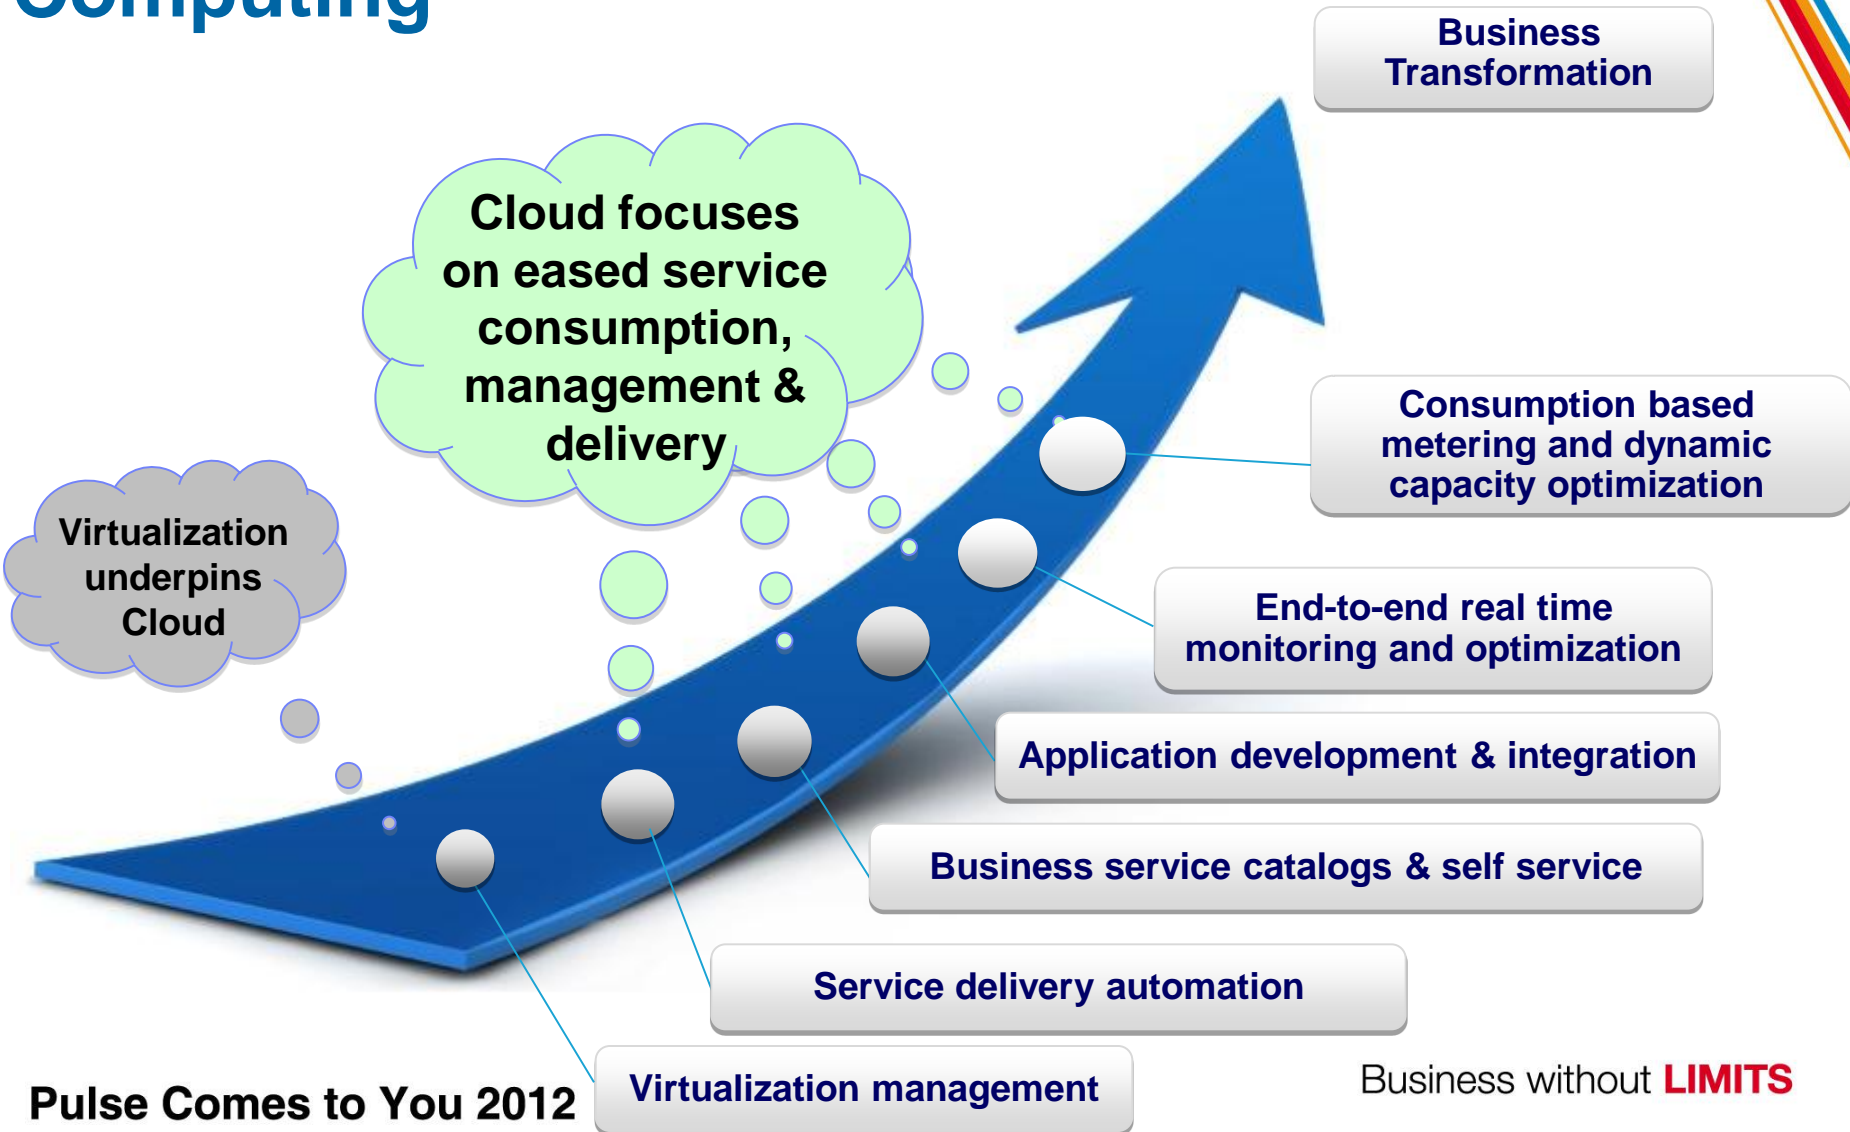 Computing
Business
Transformation
Cloud focuses
on eased service
consumption,
management &
delivery
Virtualization
underpins
Cloud
Consumption based
metering and dynamic
capacity optimization
End-to-end real time
monitoring and optimization
Application development & integration
Business service catalogs & self service
Service delivery automation
Virtualization management
Pulse Comes to You 2012
Business without LIMITS